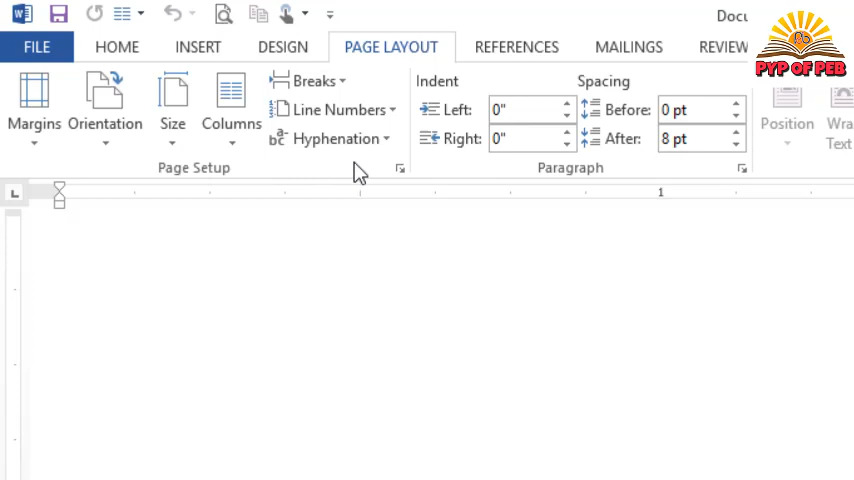 Docu
FILE HOME INSERT DESIGN PAGE LAYOUT REFERENCES MAILINGS REVIEW
PYP OF PEB
Breaks Indent Spacing
Line Numbers Left: 0" Before: 0 pt
Margins Orientation Size Columns Position Wra
Hyphenation Right: 0" After: 8 pt Text
Page Setup Paragraph
1